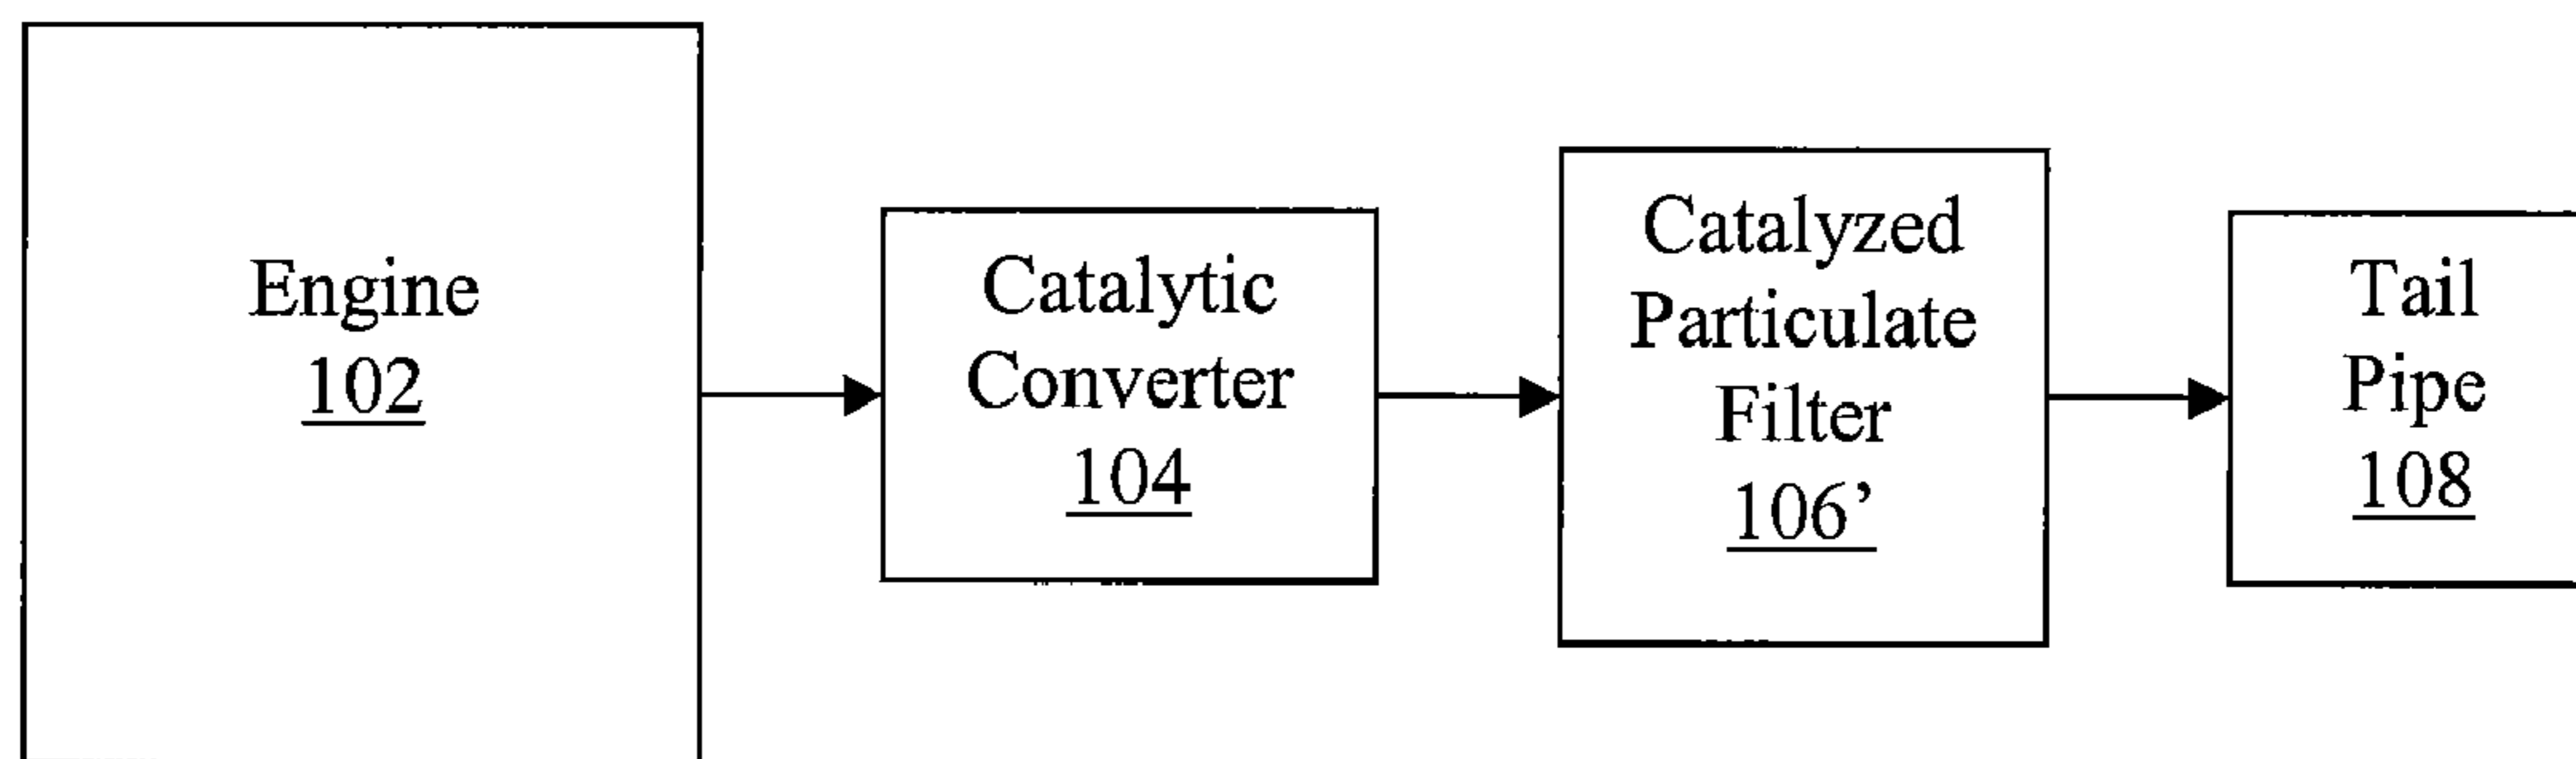 Engine
102
Catalytic
Converter
104
Catalyzed
Particulate
Filter
106’
Tail
Pipe
108